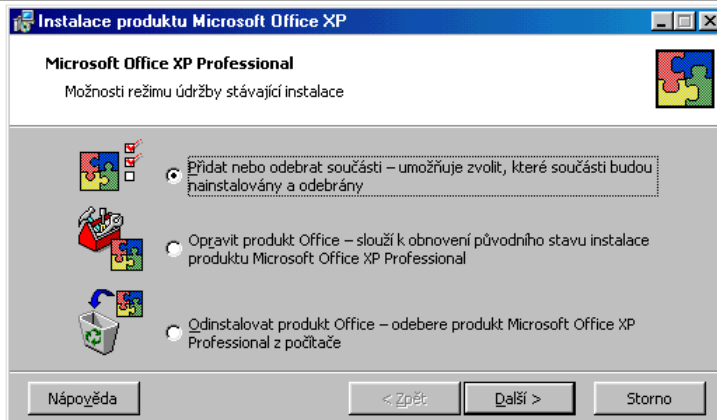 Instalace produktu Microsoft Office XP
Microsoft Office XP Professional
Možnosti režimu údržby stávající instalace
Přidat nebo odebrat součásti – umožňuje zvolit, které součásti budou
nainstalovány a odebrány
Opravit produkt Office – slouží k obnovení původního stavu instalace
produktu Microsoft Office XP Professional
Odinstalovat produkt Office – odebere produkt Microsoft Office XP
Professional z počítače
Nápověda
< Zpět
Další >
Storno